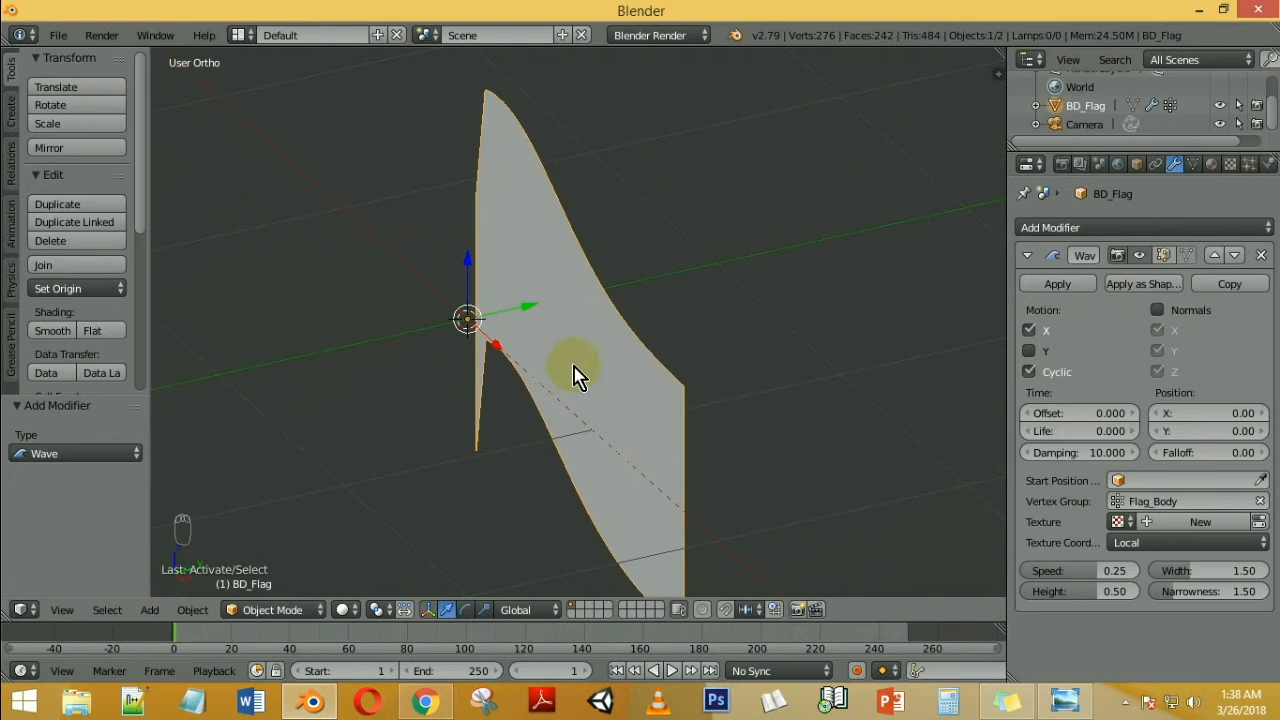 Blender
File Render Window Help Default Scene Blender Render v2.79 | Verts:276 | Faces:242 | Tris:484 | Objects:1/2 | Lamps:0/0 | Mem:24.50M | BD_Flag
Tools
Create
Relations
Animation
Physics
Grease Pencil
Transform
Translate
Rotate
Scale
Mirror
Edit
Duplicate
Duplicate Linked
Delete
Join
Set Origin
Shading:
Smooth Flat
Data Transfer:
Data Data La
Add Modifier
Type
Wave
User Ortho
Last: Activate/Select
(1) BD_Flag
View Select Add Object Object Mode Global
-40 -20 0 20 40 60 80 100 120 140 160 180 200 220 240 260
View Marker Frame Playback Start: 1 End: 250 1 No Sync
View Search All Scenes
World
BD_Flag
Camera
BD_Flag
Add Modifier
Wav
Apply Apply as Shap... Copy
Motion: Normals
X X
Y Y
Cyclic Z
Time: Position:
Offset: 0.000 X: 0.00
Life: 0.000 Y: 0.00
Damping: 10.000 Falloff: 0.00
Start Position ...
Vertex Group: Flag_Body
Texture New
Texture Coord... Local
Speed: 0.25 Width: 1.50
Height: 0.50 Narrowness: 1.50
1:38 AM
3/26/2018